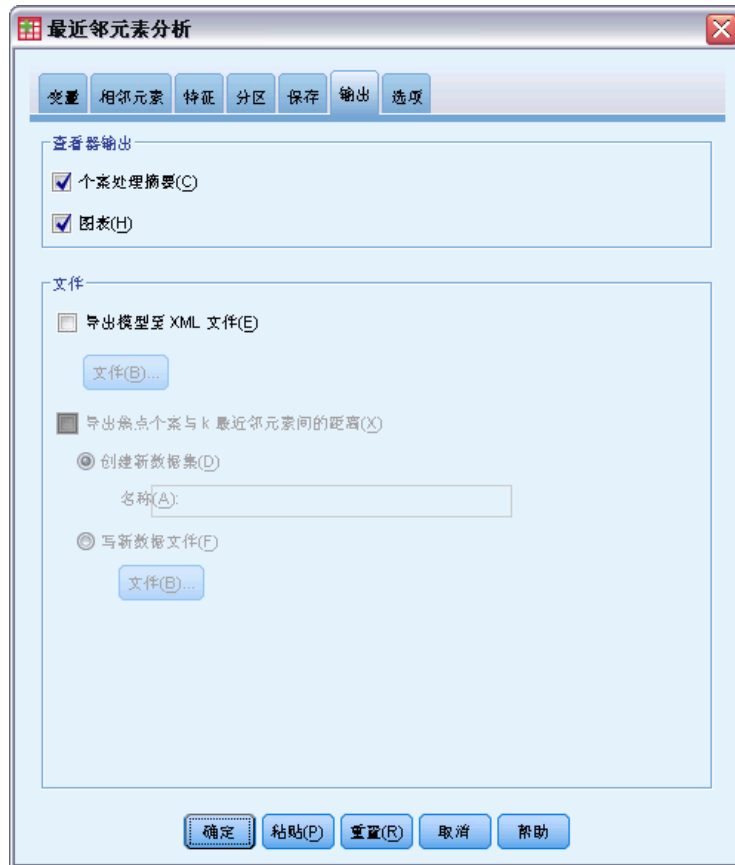 最近邻元素分析
变量 相邻元素 特征 分区 保存 输出 选项
查看器输出
个案处理摘要(C)
图表(H)
文件
导出模型至 XML 文件(E)
文件(B)...
导出焦点个案与 k 最近邻元素间的距离(X)
创建新数据集(D)
名称(A):
写新数据文件(F)
文件(B)...
确定 粘贴(P) 重置(R) 取消 帮助